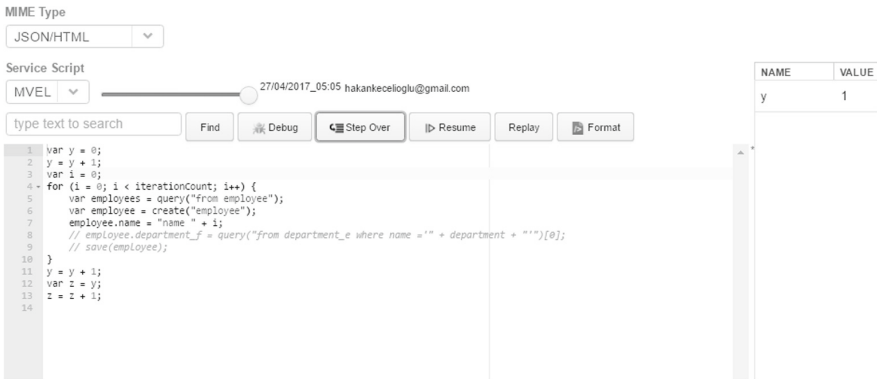 MIME Type
JSON/HTML
Service Script
MVEL
27/04/2017_05:05 hakankecelioglu@gmail.com
NAME VALUE
y 1
type text to search Find Debug Step Over Resume Replay Format
1 var y = 0;
2 y = y + 1;
3 var i = 0;
4 for (i = 0; i < iterationCount; i++) {
5 var employees = query("from employee");
6 var employee = create("employee");
7 employee.name = "name " + i;
8 // employee.department_f = query("from department_e where name ='" + department + "'")[0];
9 // save(employee);
10 }
11 y = y + 1;
12 var z = y;
13 z = z + 1;
14